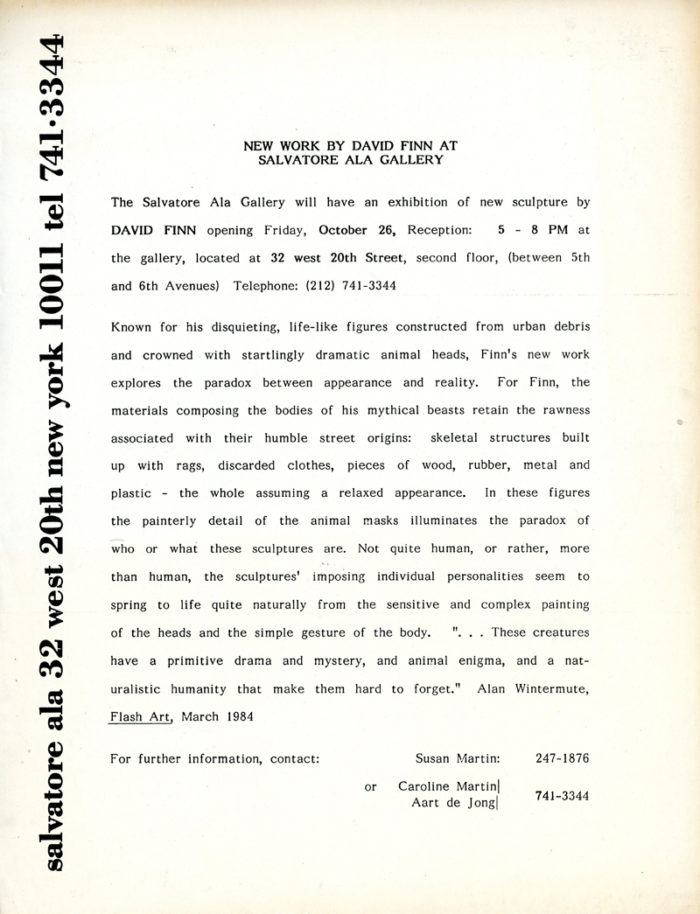 salvatore ala 32 west 20th new york 10011 tel 741·3344
NEW WORK BY DAVID FINN AT
SALVATORE ALA GALLERY
The Salvatore Ala Gallery will have an exhibition of new sculpture by
DAVID FINN opening Friday, October 26, Reception: 5 - 8 PM at
the gallery, located at 32 west 20th Street, second floor, (between 5th
and 6th Avenues) Telephone: (212) 741-3344
Known for his disquieting, life-like figures constructed from urban debris
and crowned with startlingly dramatic animal heads, Finn's new work
explores the paradox between appearance and reality. For Finn, the
materials composing the bodies of his mythical beasts retain the rawness
associated with their humble street origins: skeletal structures built
up with rags, discarded clothes, pieces of wood, rubber, metal and
plastic - the whole assuming a relaxed appearance. In these figures
the painterly detail of the animal masks illuminates the paradox of
who or what these sculptures are. Not quite human, or rather, more
than human, the sculptures' imposing individual personalities seem to
spring to life quite naturally from the sensitive and complex painting
of the heads and the simple gesture of the body. ". . . These creatures
have a primitive drama and mystery, and animal enigma, and a nat-
uralistic humanity that make them hard to forget." Alan Wintermute,
Flash Art, March 1984
For further information, contact: Susan Martin: 247-1876
or Caroline Martin|
Aart de Jong| 741-3344